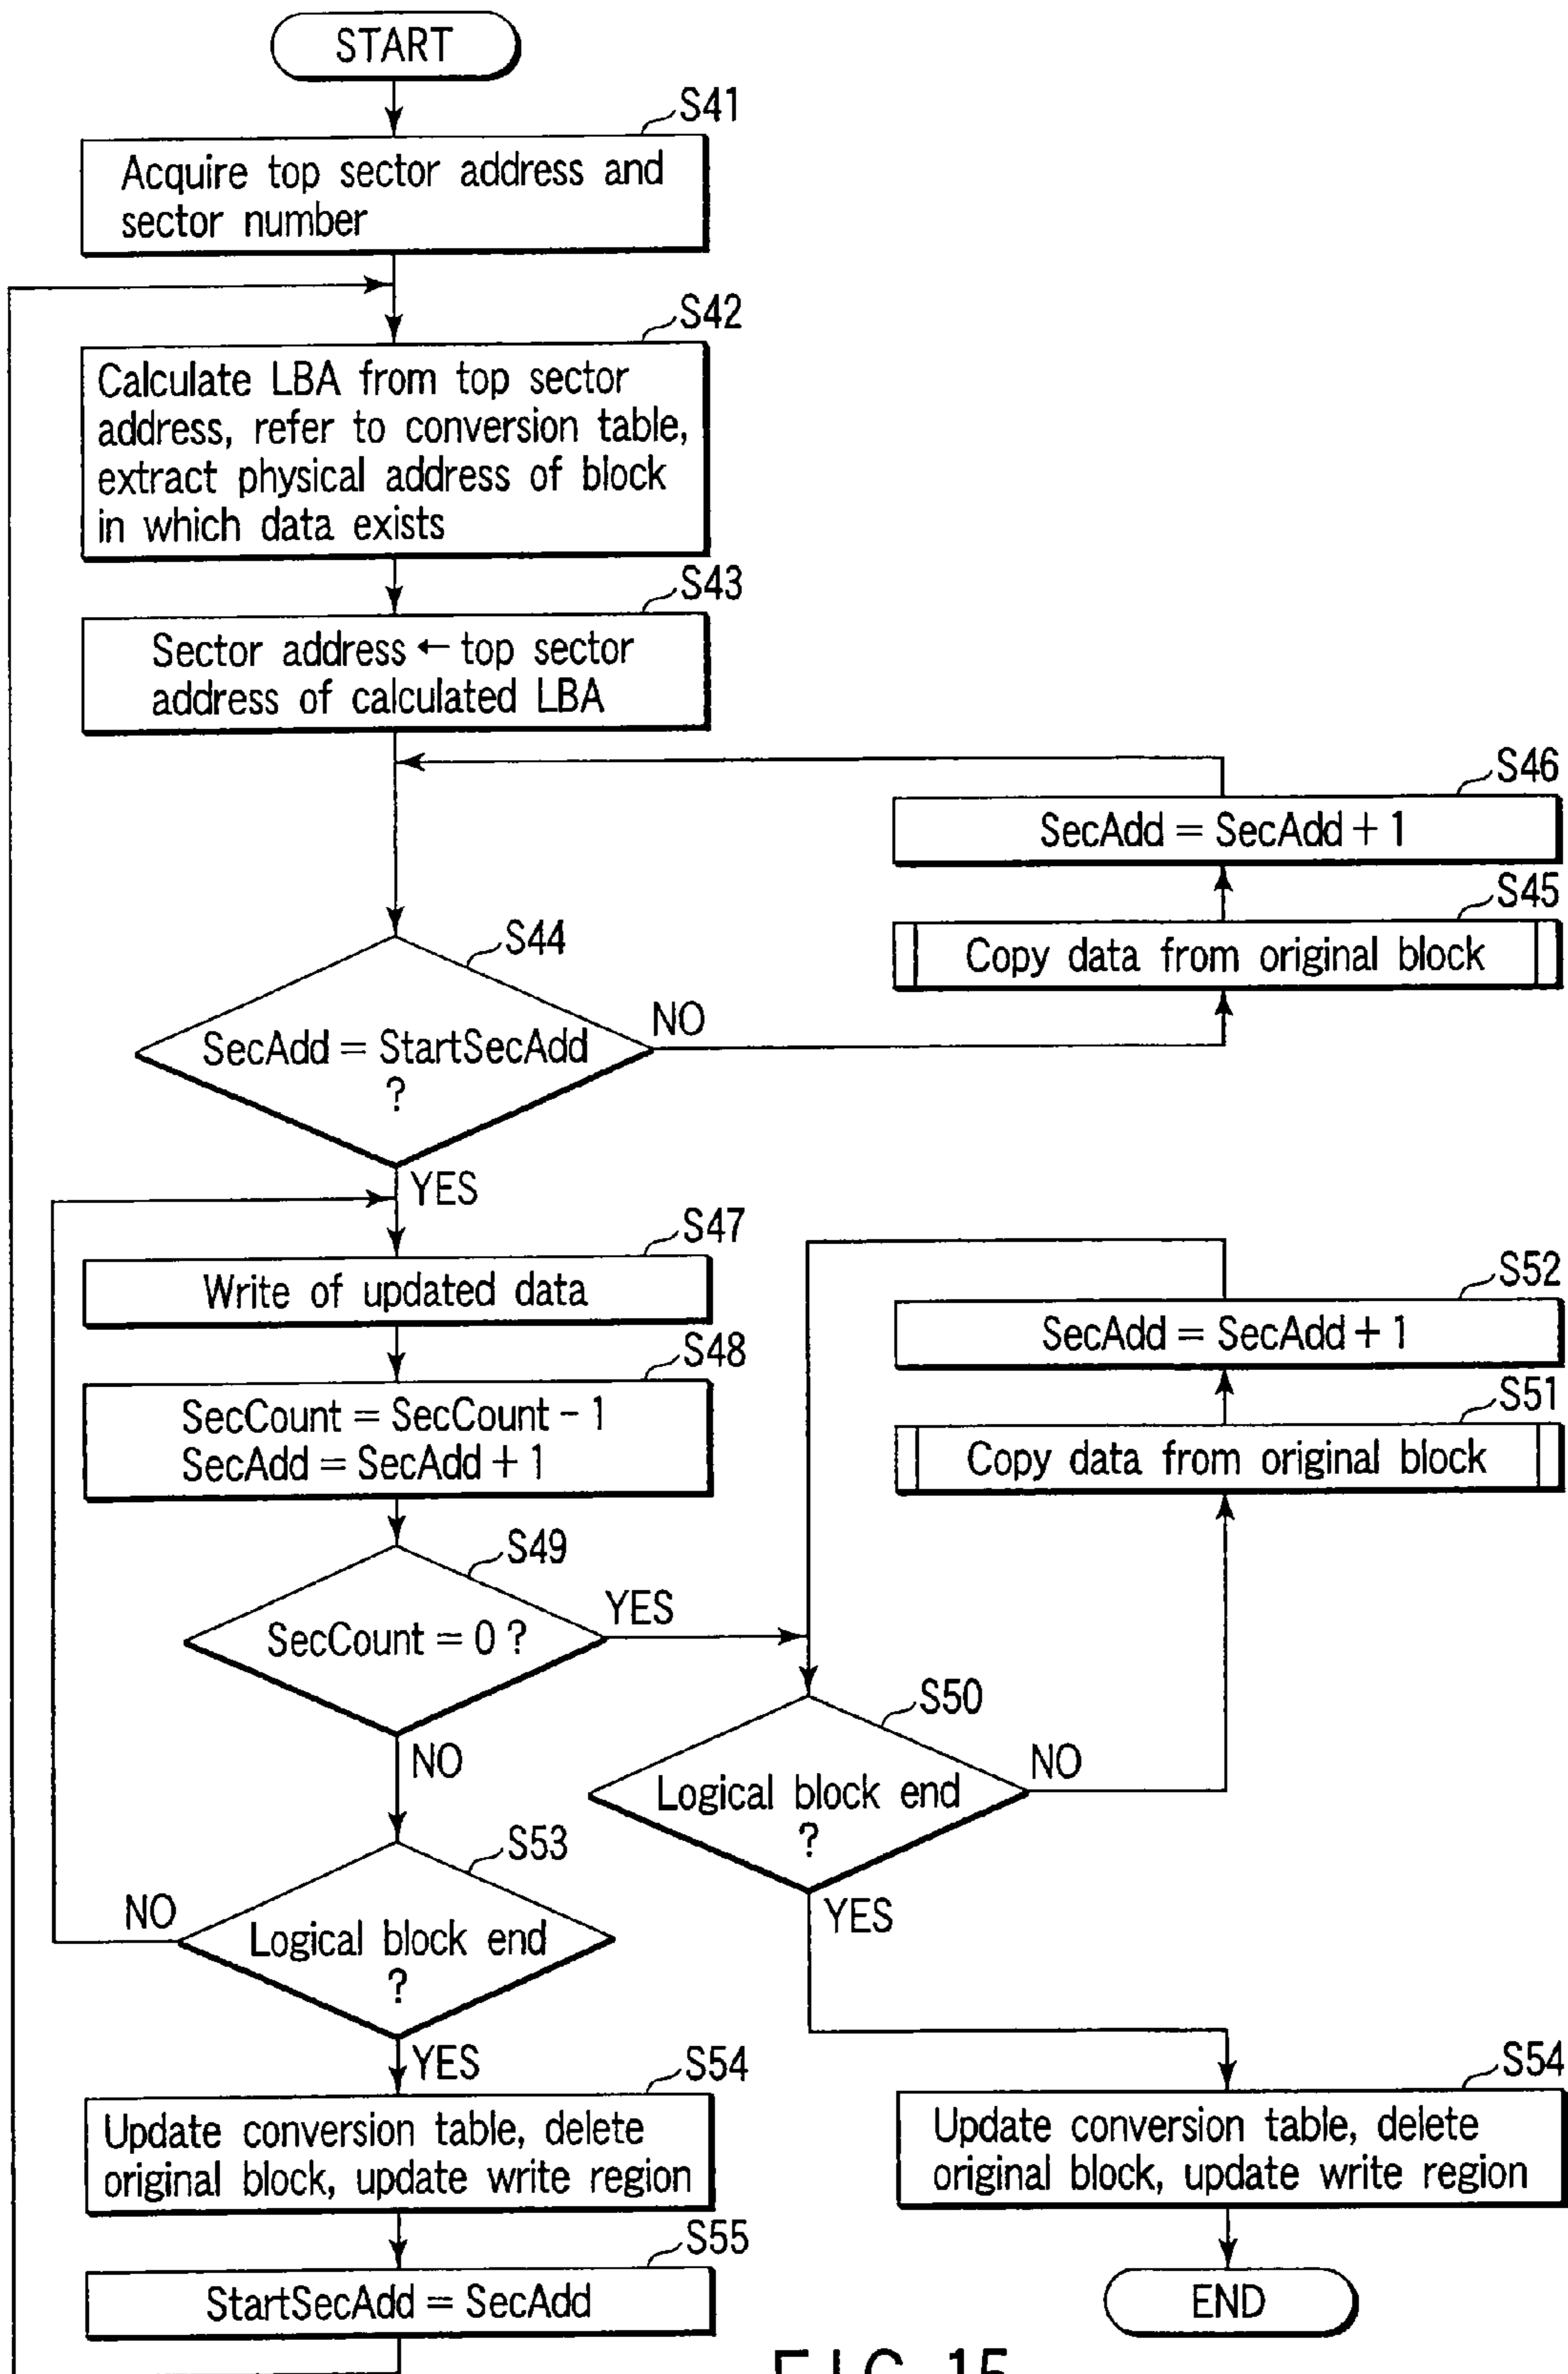 START
S41
Acquire top sector address and
sector number
S42
Calculate LBA from top sector
address, refer to conversion table,
extract physical address of block
in which data exists
S43
Sector address ← top sector
address of calculated LBA
S46
SecAdd = SecAdd + 1
S45
Copy data from original block
S44
SecAdd = StartSecAdd
?
NO
YES
S47
Write of updated data
S48
SecCount = SecCount - 1
SecAdd = SecAdd + 1
S52
SecAdd = SecAdd + 1
S51
Copy data from original block
S49
SecCount = 0 ?
YES
NO
S50
Logical block end
?
NO
YES
S53
Logical block end
?
NO
YES
S54
Update conversion table, delete
original block, update write region
S54
Update conversion table, delete
original block, update write region
S55
StartSecAdd = SecAdd
END
FIG. 15